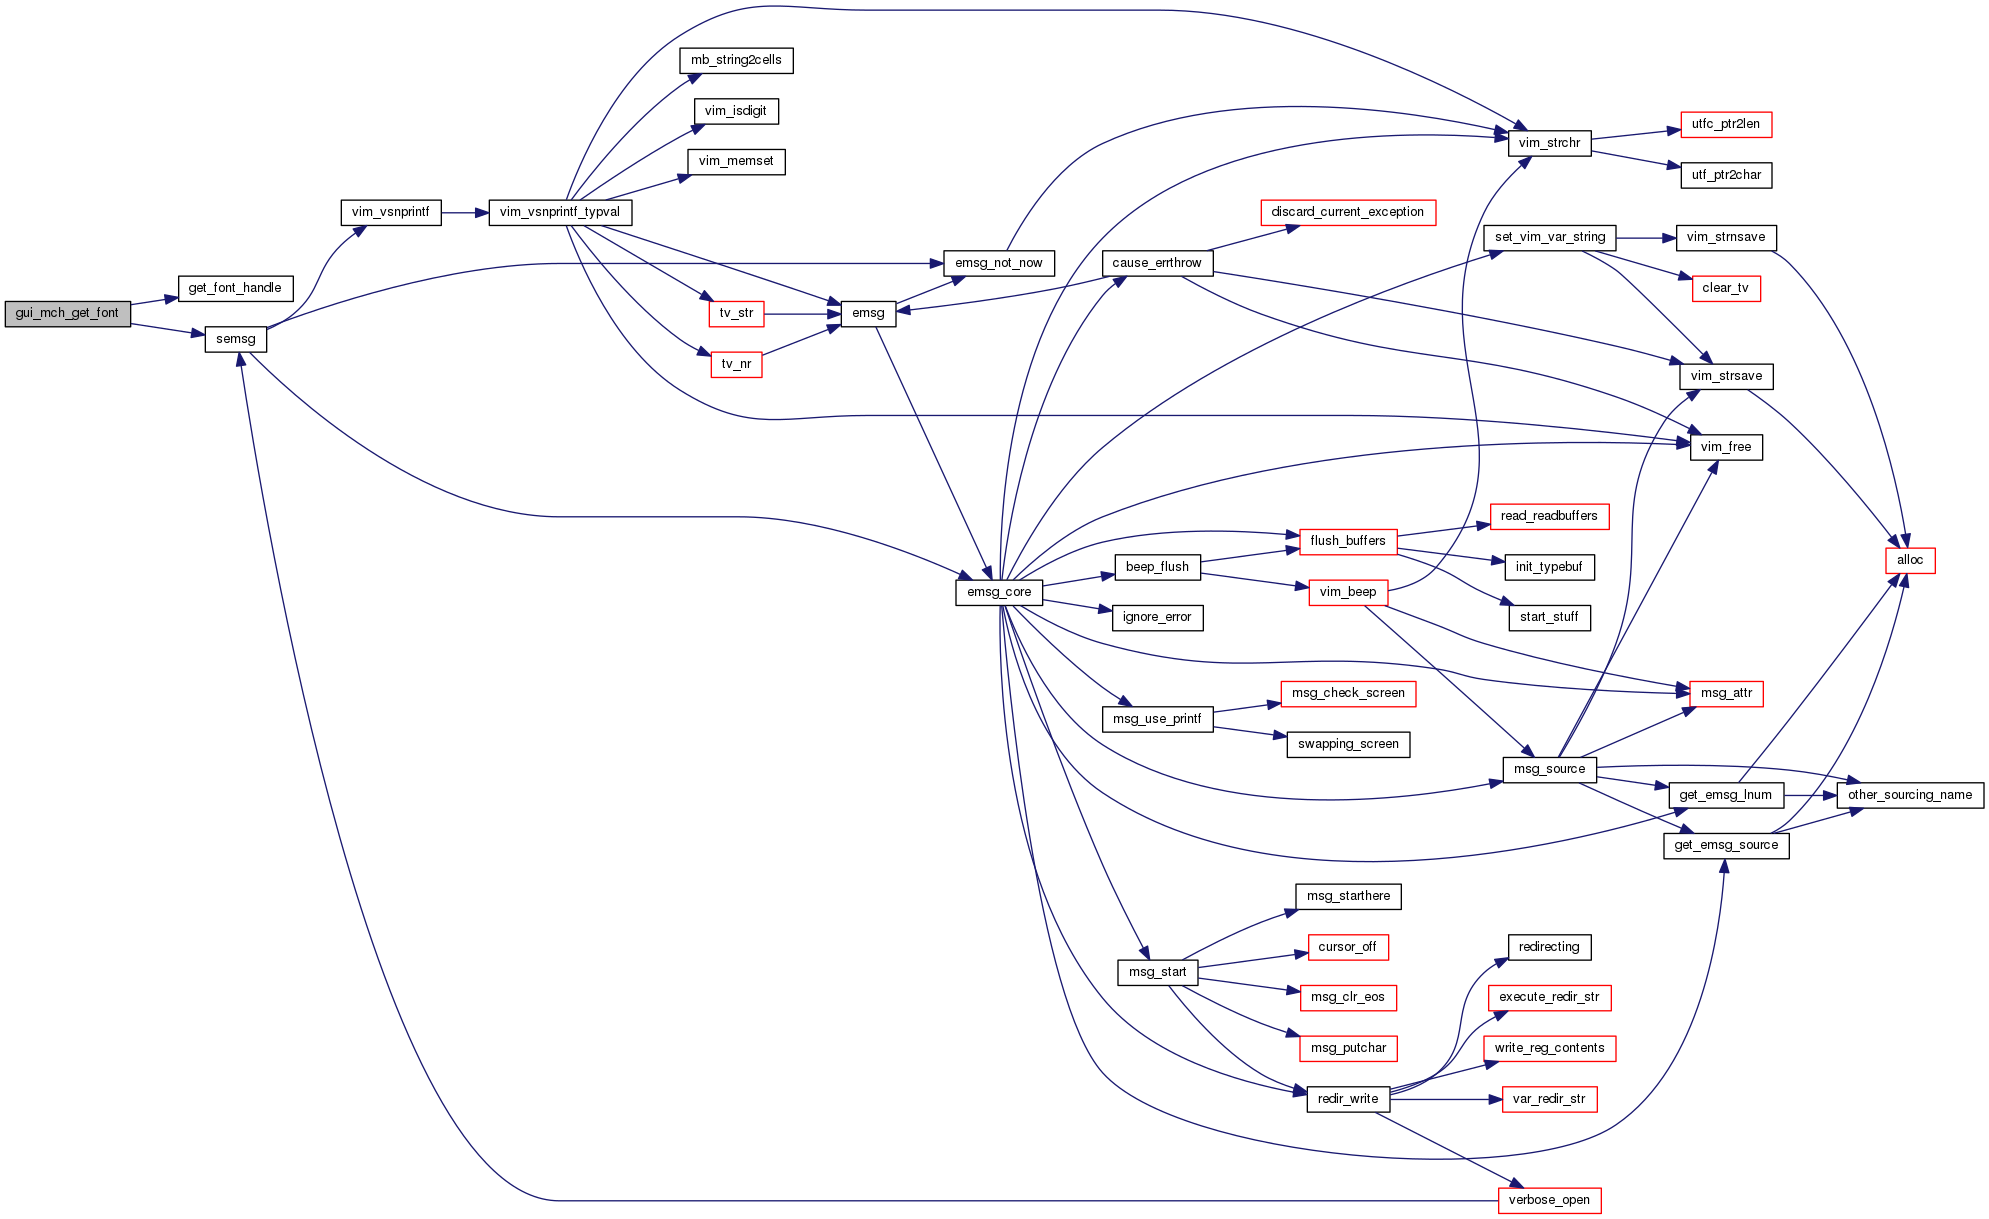 gui_mch_get_font
get_font_handle
semsg
vim_vsnprintf
vim_vsnprintf_typval
mb_string2cells
vim_isdigit
vim_memset
tv_str
tv_nr
emsg
emsg_not_now
emsg_core
cause_errthrow
discard_current_exception
beep_flush
ignore_error
flush_buffers
vim_beep
msg_use_printf
msg_check_screen
swapping_screen
msg_start
msg_starthere
cursor_off
msg_clr_eos
msg_putchar
redir_write
vim_strchr
utfc_ptr2len
utf_ptr2char
set_vim_var_string
vim_strnsave
clear_tv
vim_strsave
vim_free
read_readbuffers
init_typebuf
start_stuff
alloc
msg_attr
msg_source
get_emsg_lnum
other_sourcing_name
get_emsg_source
redirecting
execute_redir_str
write_reg_contents
var_redir_str
verbose_open